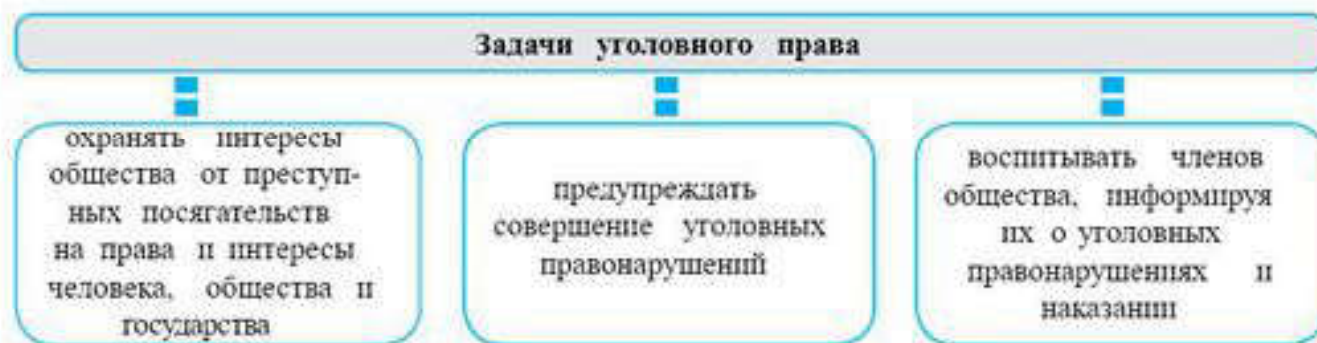 Задачи уголовного права
охранять интересы
общества от преступ-
ных посягательств
на права и интересы
человека, общества и
государства
предупреждать
совершение уголовных
правонарушений
воспитывать членов
общества, информируя
их о уголовных
правонарушениях и
наказании